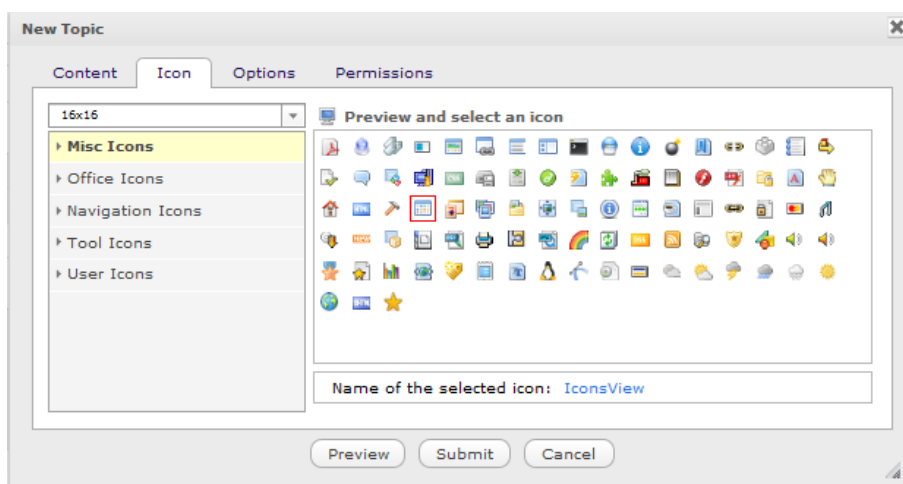 New Topic
Content Icon Options Permissions
16x16
Preview and select an icon
Misc Icons
Office Icons
Navigation Icons
Tool Icons
User Icons
Name of the selected icon: IconsView
Preview Submit Cancel